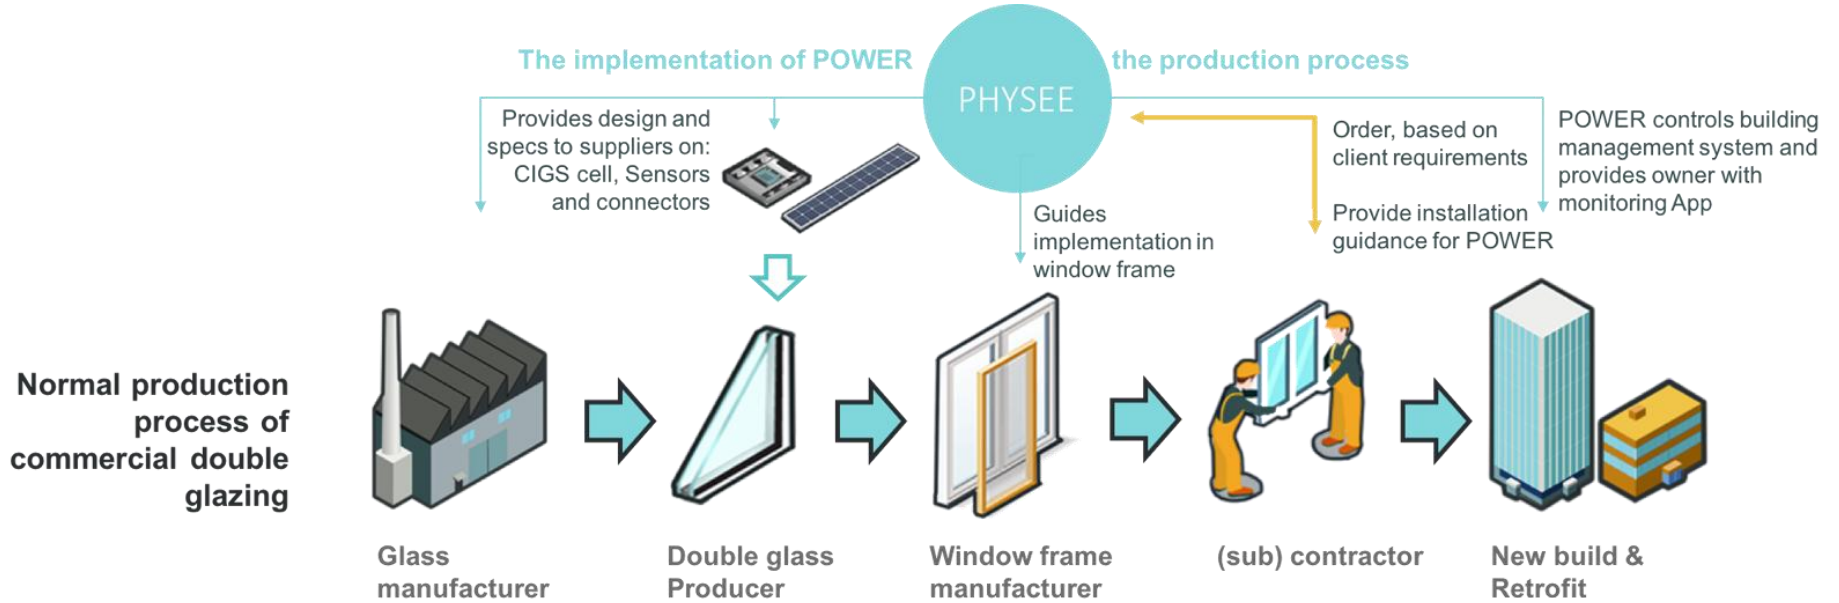 The implementation of POWER
PHYSEE
the production process
Provides design and
specs to suppliers on:
CIGS cell, Sensors
and connectors
Guides
implementation in
window frame
Order, based on
client requirements
Provide installation
guidance for POWER
POWER controls building
management system and
provides owner with
monitoring App
Normal production
process of
commercial double
glazing
Glass
manufacturer
Double glass
Producer
Window frame
manufacturer
(sub) contractor
New build &
Retrofit